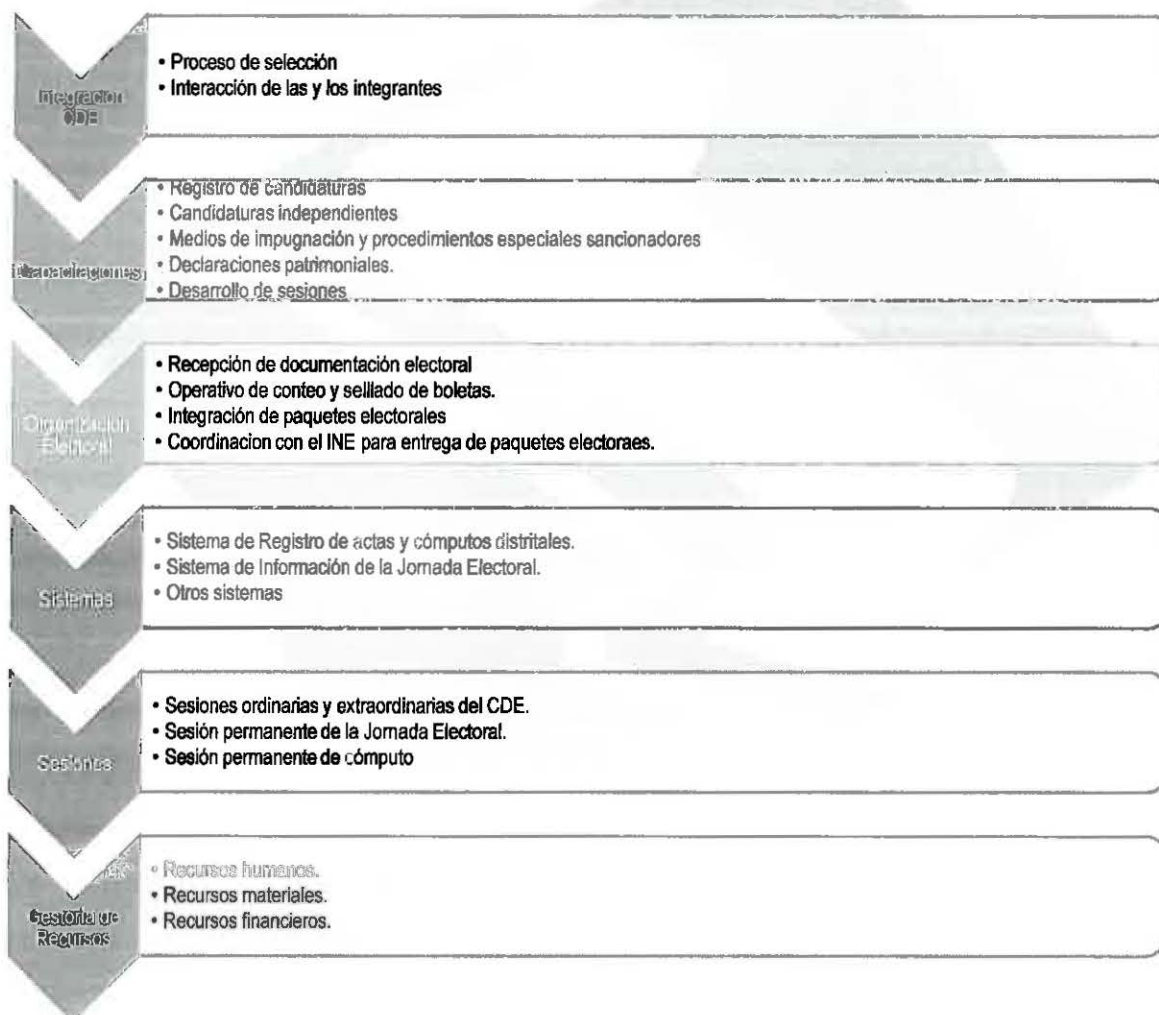 Integración
CDE
• Proceso de selección
• Interacción de las y los integrantes
Capacitaciones
• Registro de candidaturas
• Candidaturas independientes
• Medios de impugnación y procedimientos especiales sancionadores
• Declaraciones patrimoniales.
• Desarrollo de sesiones
Organización
Electoral
• Recepción de documentación electoral
• Operativo de conteo y selllado de boletas.
• Integración de paquetes electorales
• Coordinacion con el INE para entrega de paquetes electoraes.
Sistemas
• Sistema de Registro de actas y cómputos distritales.
• Sistema de Información de la Jornada Electoral.
• Otros sistemas
Sesiones
• Sesiones ordinarias y extraordinarias del CDE.
• Sesión permanente de la Jornada Electoral.
• Sesión permanente de cómputo
Gestoría de
Recursos
• Recursos humanos.
• Recursos materiales.
• Recursos financieros.